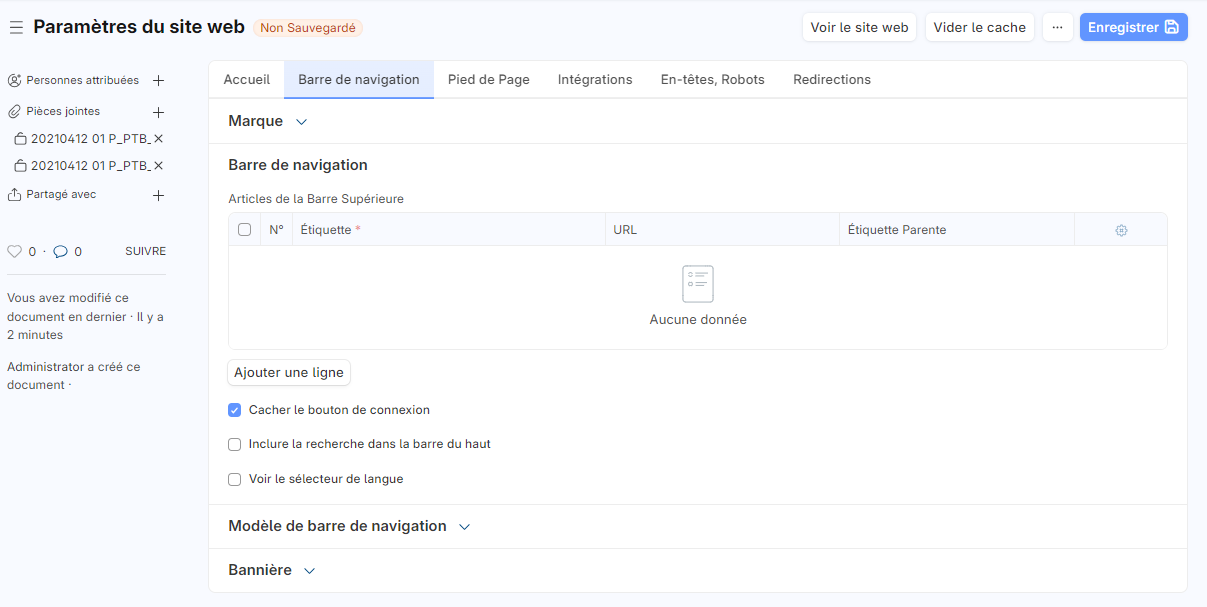 Paramètres du site web Non Sauvegardé Voir le site web Vider le cache ... Enregistrer
Personnes attribuées
Pièces jointes
20210412 01 P_PTB_
20210412 01 P_PTB_
Partagé avec
0 · 0 SUIVRE
Vous avez modifié ce
document en dernier · Il y a
2 minutes
Administrator a créé ce
document ·
Accueil Barre de navigation Pied de Page Intégrations En-têtes, Robots Redirections
Marque
Barre de navigation
Articles de la Barre Supérieure
N° Étiquette * URL Étiquette Parente
Aucune donnée
Ajouter une ligne
Cacher le bouton de connexion
Inclure la recherche dans la barre du haut
Voir le sélecteur de langue
Modèle de barre de navigation
Bannière